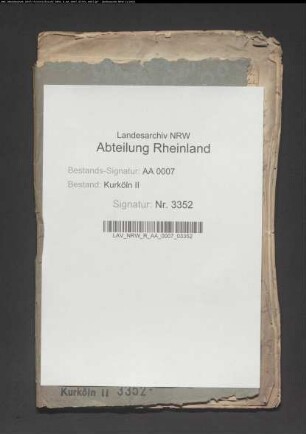 Landesarchiv NRW
Abteilung Rheinland
Bestands-Signatur: AA 0007
Bestand: Kurköln II
Signatur: Nr. 3352
LAV_NRW_R_AA_0007_03352
Kurköln II 3352